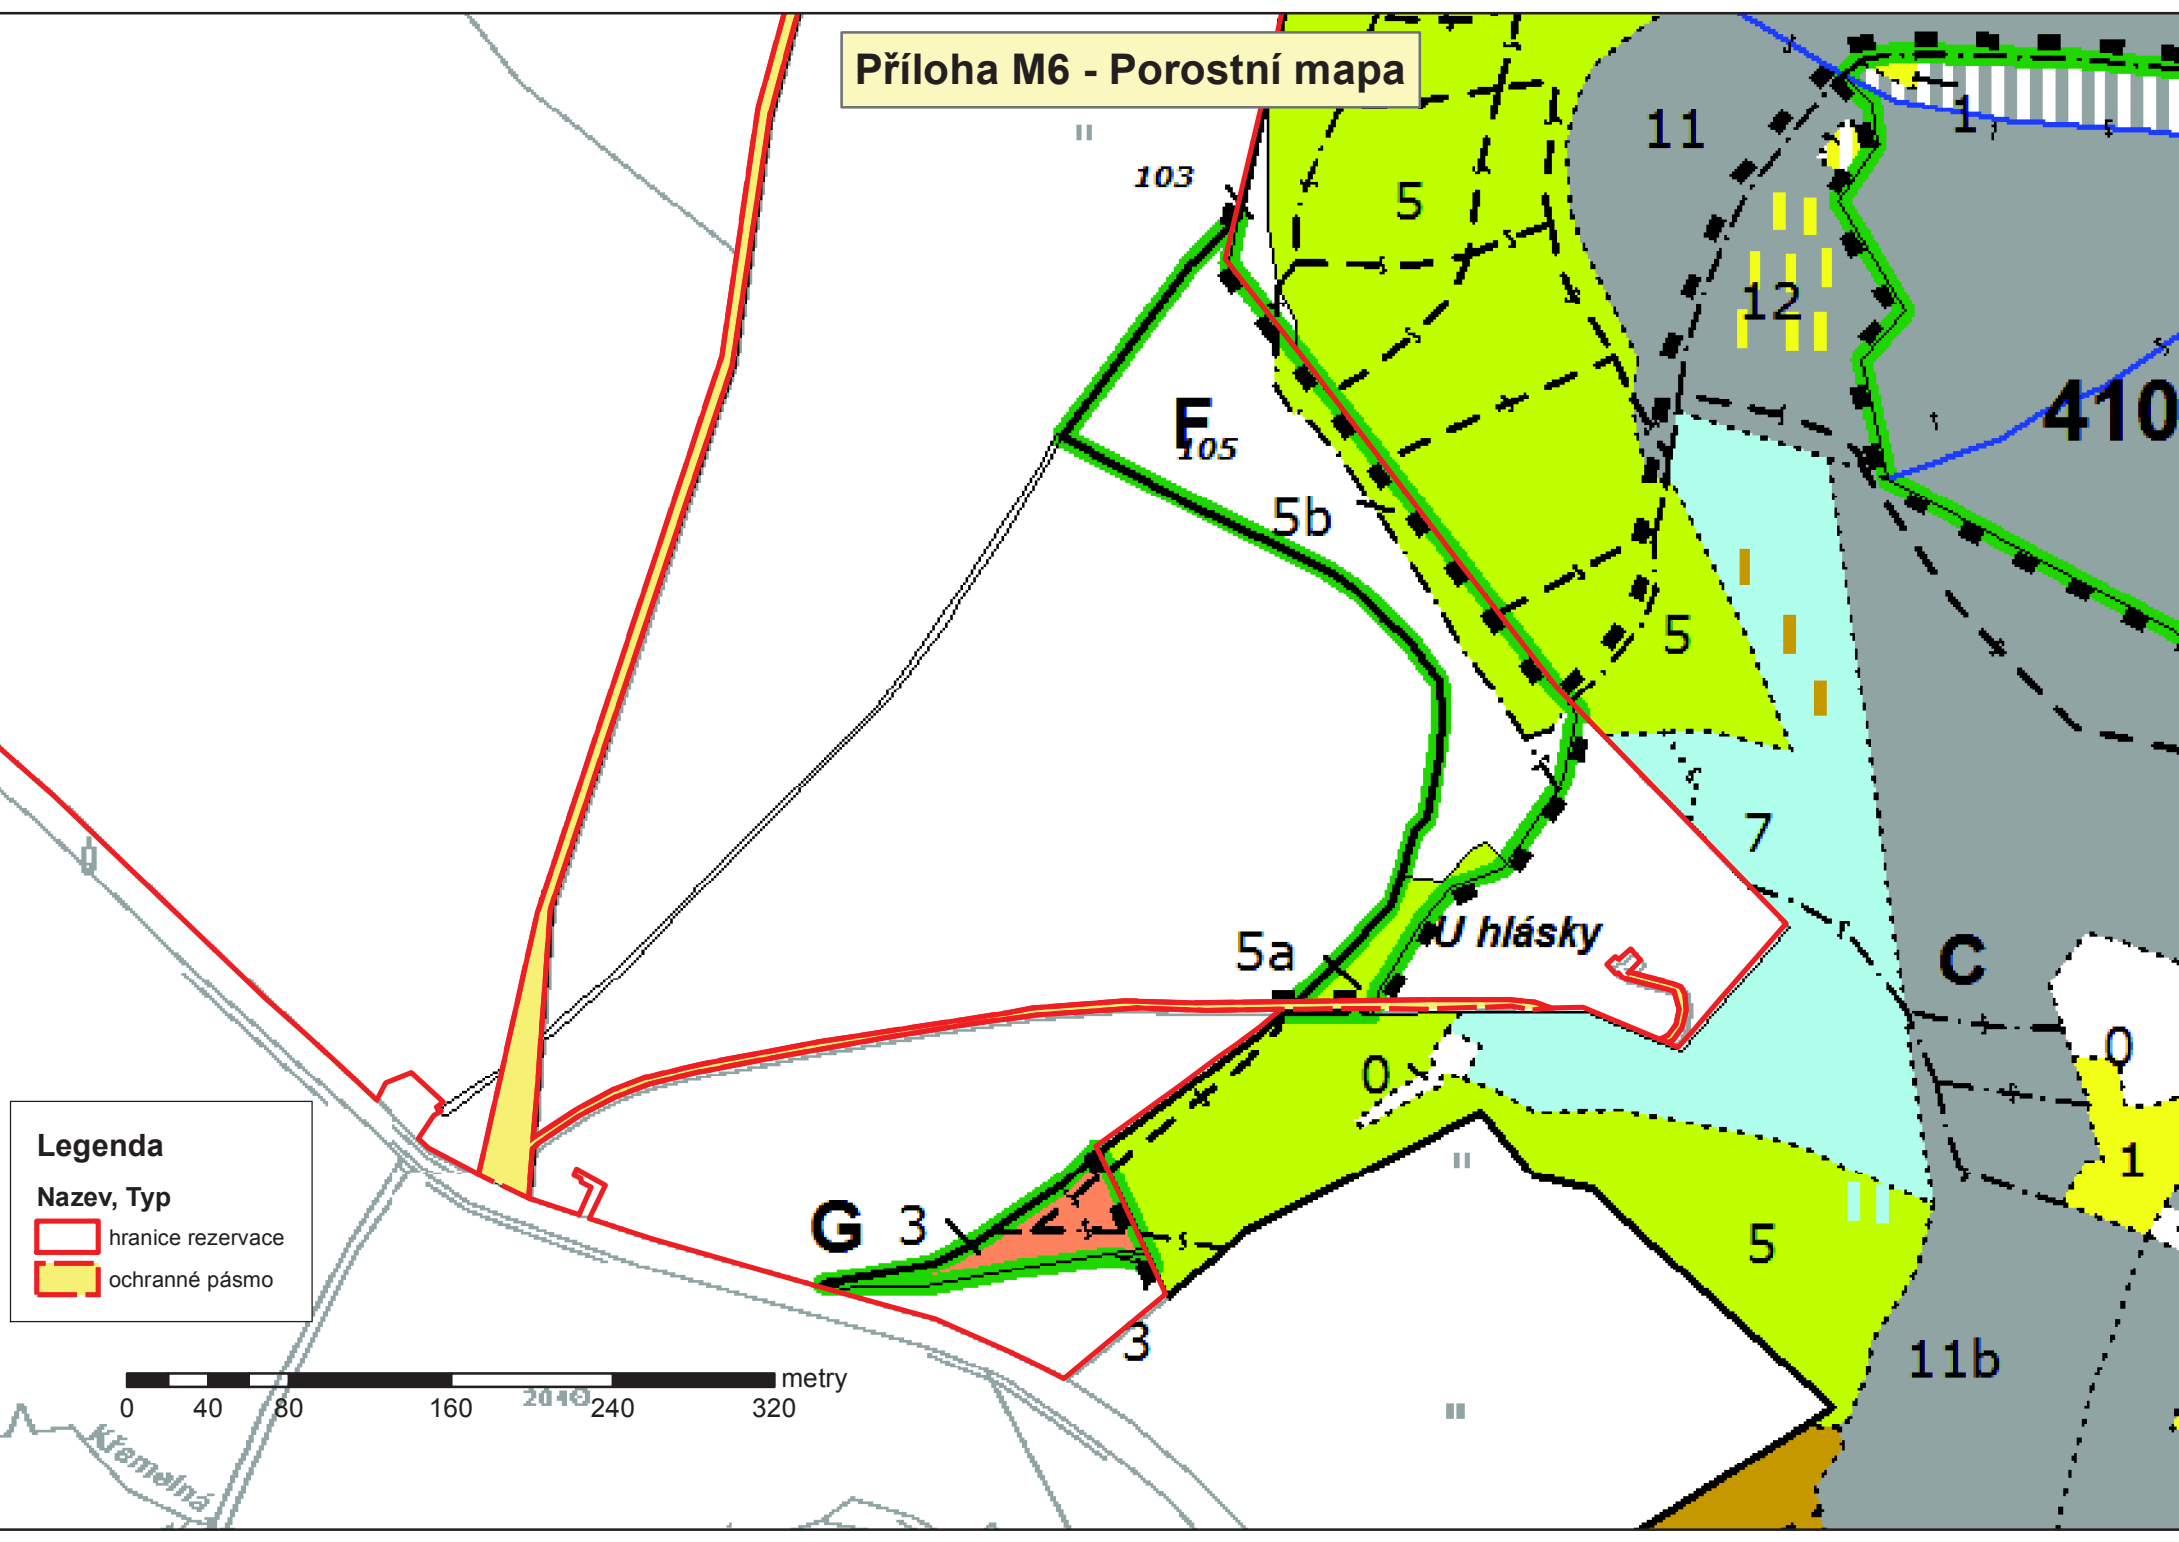 Příloha M6 - Porostní mapa
11
1
103
5
12
410
F
105
5b
5
7
U hlásky
5a
C
0
0
1
G
3
5
3
11b
Legenda
Nazev, Typ
hranice rezervace
ochranné pásmo
metry
0 40 80 160 240 320
Křemelná